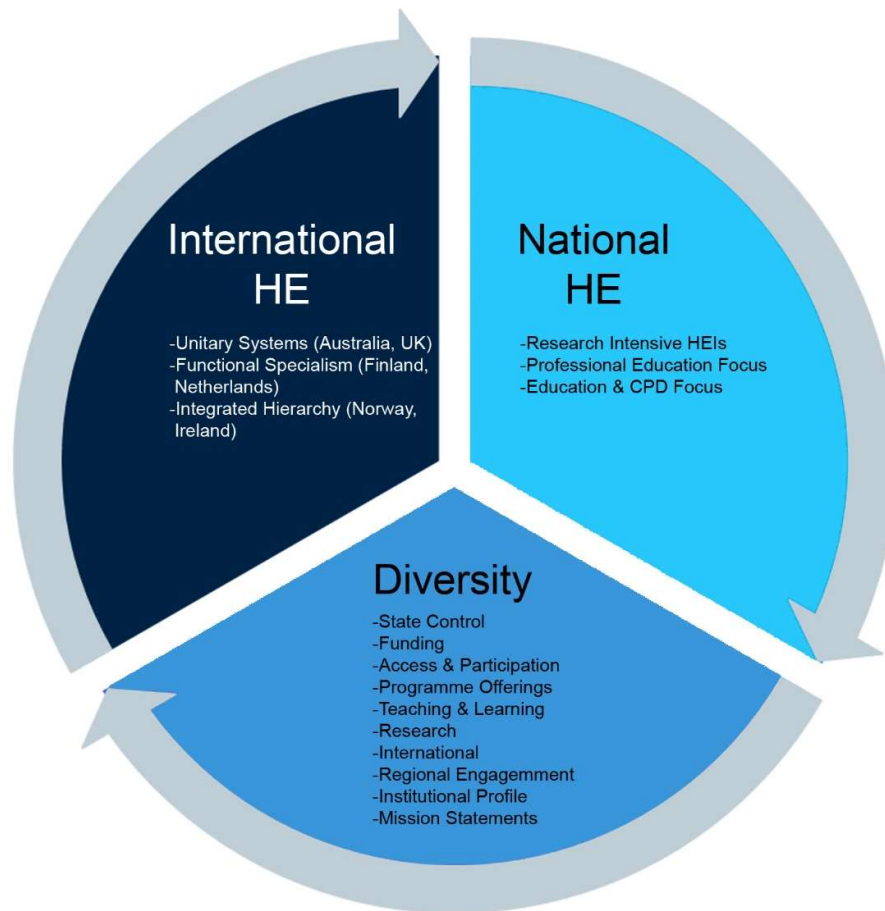 International
HE
-Unitary Systems (Australia, UK)
-Functional Specialism (Finland,
Netherlands)
-Integrated Hierarchy (Norway,
Ireland)
National
HE
-Research Intensive HEIs
-Professional Education Focus
-Education & CPD Focus
Diversity
-State Control
-Funding
-Access & Participation
-Programme Offerings
-Teaching & Learning
-Research
-International
-Regional Engagemment
-Institutional Profile
-Mission Statements